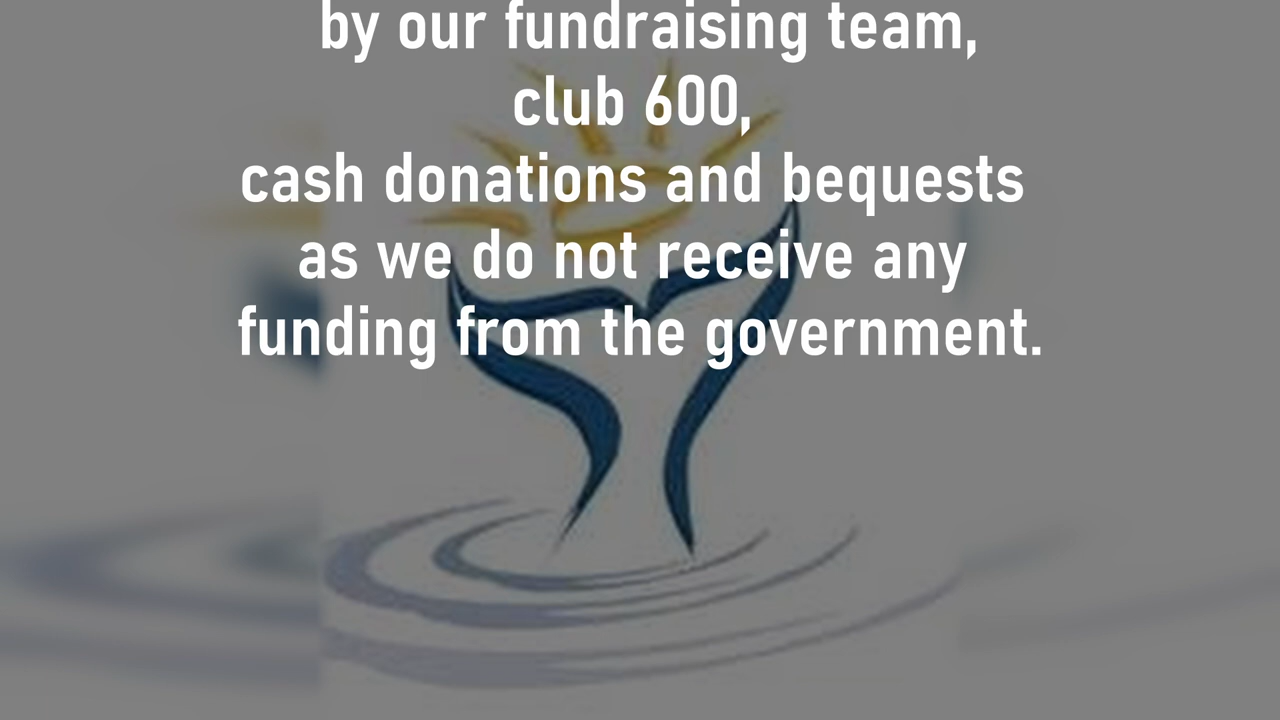 by our fundraising team,
club 600,
cash donations and bequests
as we do not receive any
funding from the government.